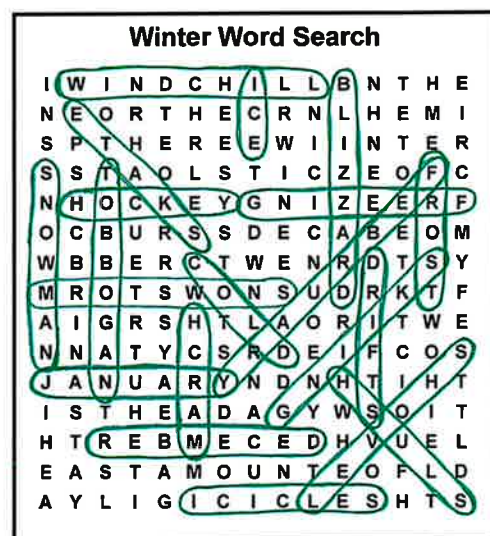 Winter Word Search
I W I N D C H I L L B N T H E
N E O R T H E C R N L H E M I
S P T H E R E E W I I N T E R
S S T A O L S T I C Z E O F C
N H O C K E Y G N I Z E E R F
O C B U R S S D E C A B E O M
W B B E R C T W E N R D T S Y
M R O T S W O N S U D R K T F
A I G R S H T L A O R I T W E
N N A T Y C S R D E I F C O S
J A N U A R Y N D N H T I H T
I S T H E A D A G Y W S O I T
H T R E B M E C E D H V U E L
E A S T A M O U N T E O F L D
A Y L I G I C I C L E S H T S